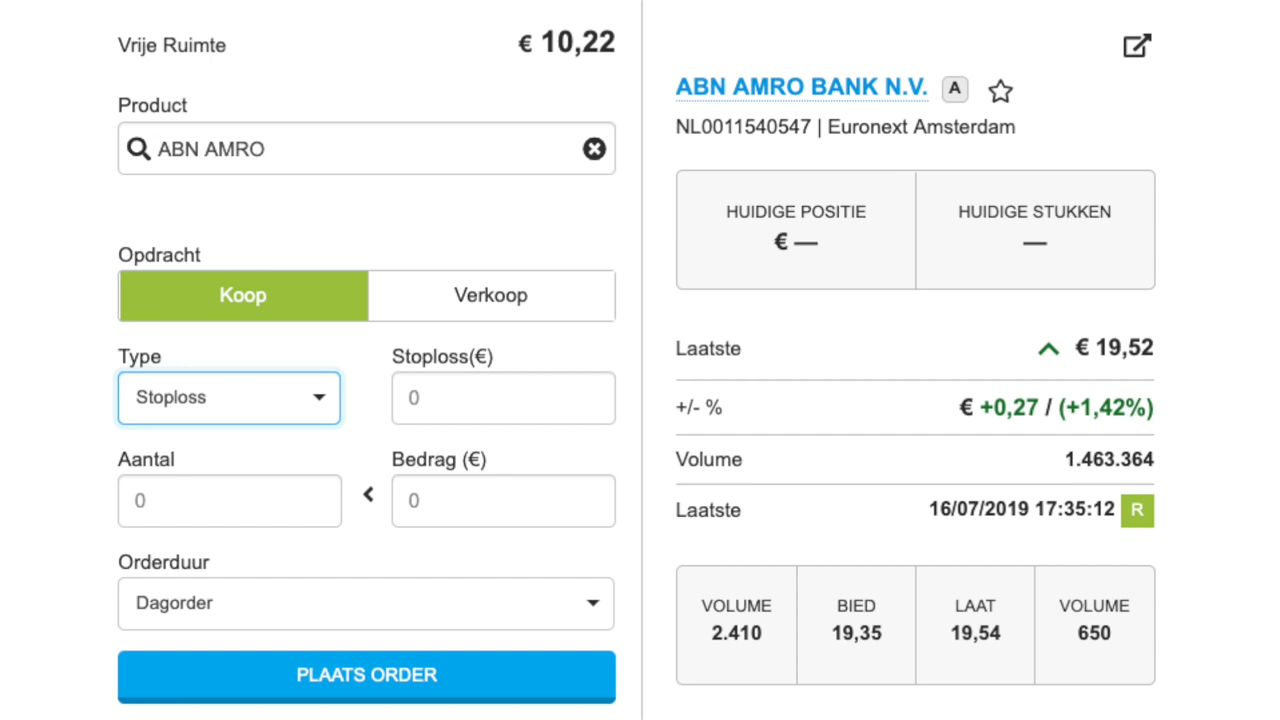 Vrije Ruimte € 10,22
Product
ABN AMRO
Opdracht
Koop Verkoop
Type Stoploss(€)
Stoploss 0
Aantal Bedrag (€)
0 0
Orderduur
Dagorder
PLAATS ORDER
ABN AMRO BANK N.V. A
NL0011540547 | Euronext Amsterdam
HUIDIGE POSITIE HUIDIGE STUKKEN
€ — —
Laatste € 19,52
+/- % € +0,27 / (+1,42%)
Volume 1.463.364
Laatste 16/07/2019 17:35:12 R
VOLUME BIED LAAT VOLUME
2.410 19,35 19,54 650